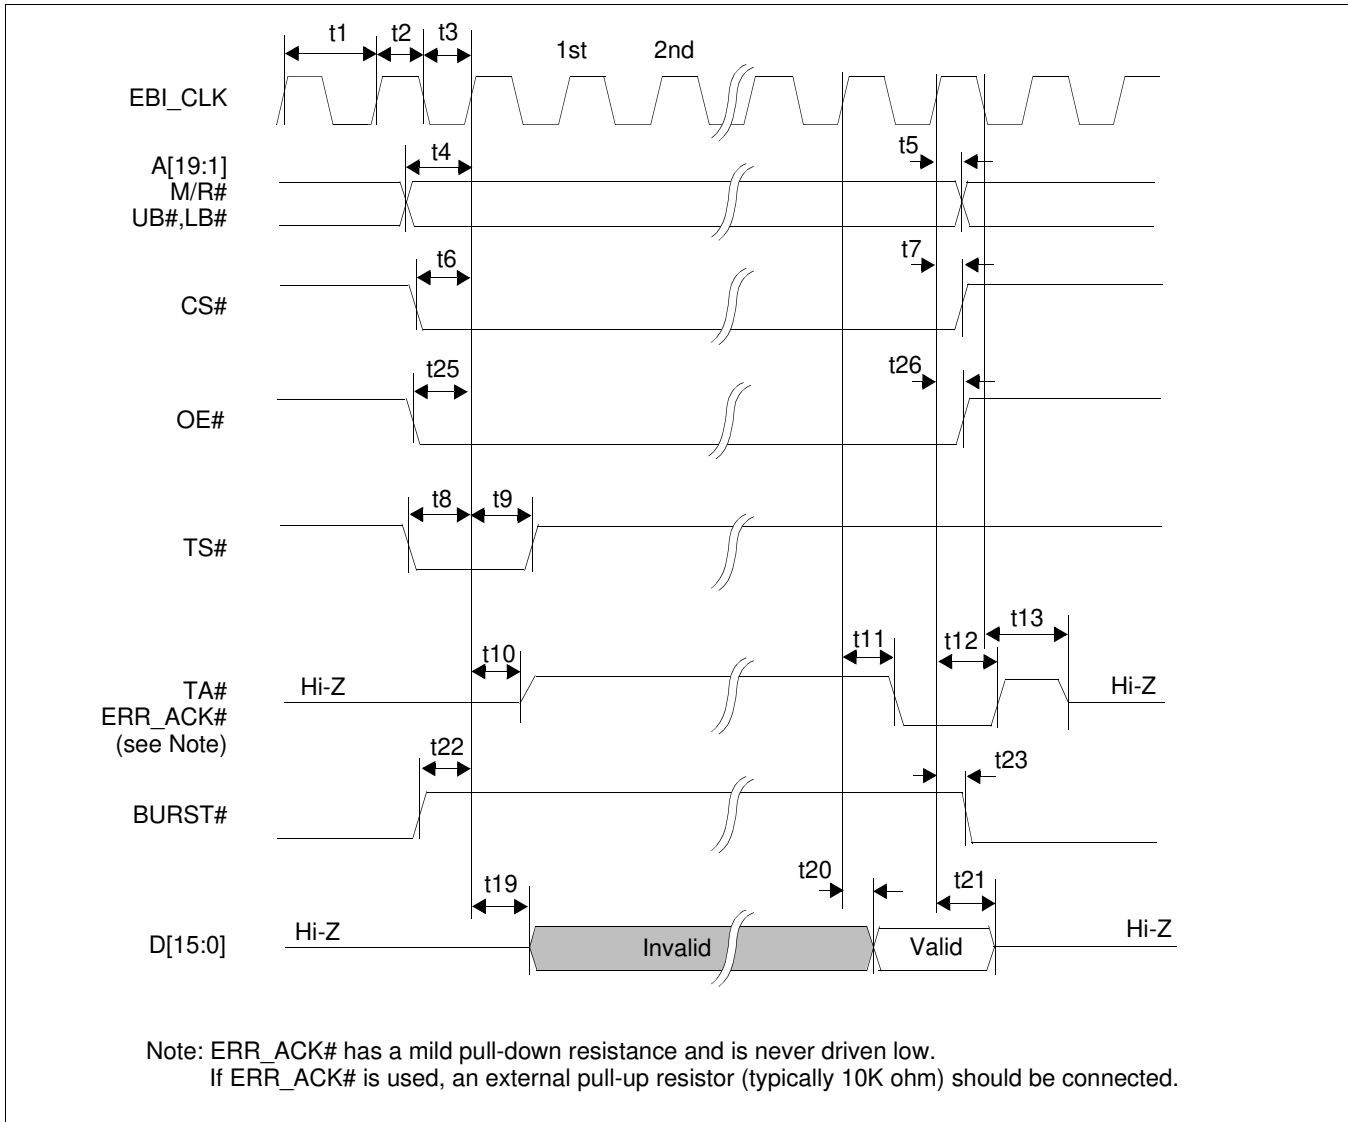 t1 t2 t3
1st 2nd
EBI_CLK
t4 t5
A[19:1]
M/R#
UB#,LB#
t6 t7
CS#
t25 t26
OE#
t8 t9
TS#
t10 t11 t12 t13
Hi-Z Hi-Z
TA#
ERR_ACK#
(see Note)
t22 t23
BURST#
t19 t20 t21
Hi-Z Hi-Z
D[15:0] Invalid Valid
Note: ERR_ACK# has a mild pull-down resistance and is never driven low.
If ERR_ACK# is used, an external pull-up resistor (typically 10K ohm) should be connected.